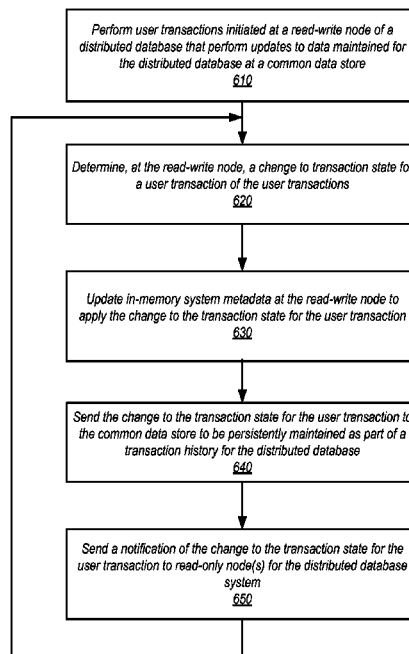 Perform user transactions initiated at a read-write node of a
distributed database that perform updates to data maintained for
the distributed database at a common data store
610
Determine, at the read-write node, a change to transaction state for
a user transaction of the user transactions
620
Update in-memory system metadata at the read-write node to
apply the change to the transaction state for the user transaction
630
Send the change to the transaction state for the user transaction to
the common data store to be persistently maintained as part of a
transaction history for the distributed database
640
Send a notification of the change to the transaction state for the
user transaction to read-only node(s) for the distributed database
system
650